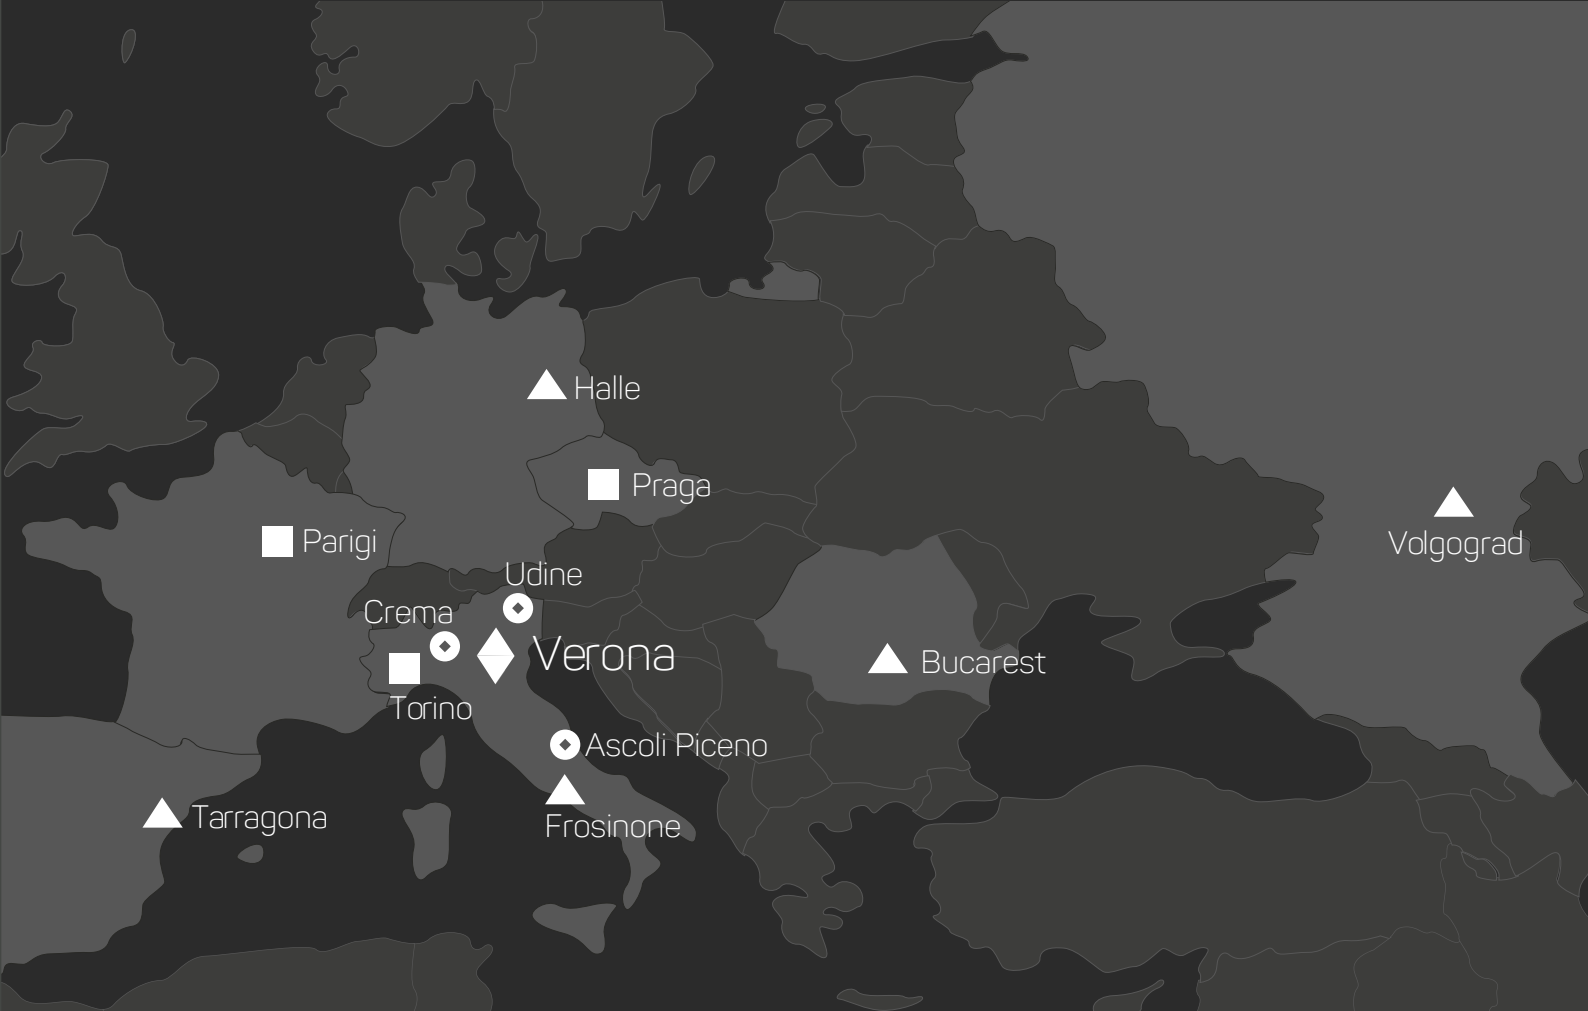 Halle
Praga
Parigi
Volgograd
Udine
Crema
Verona
Bucarest
Torino
Ascoli Piceno
Tarragona
Frosinone